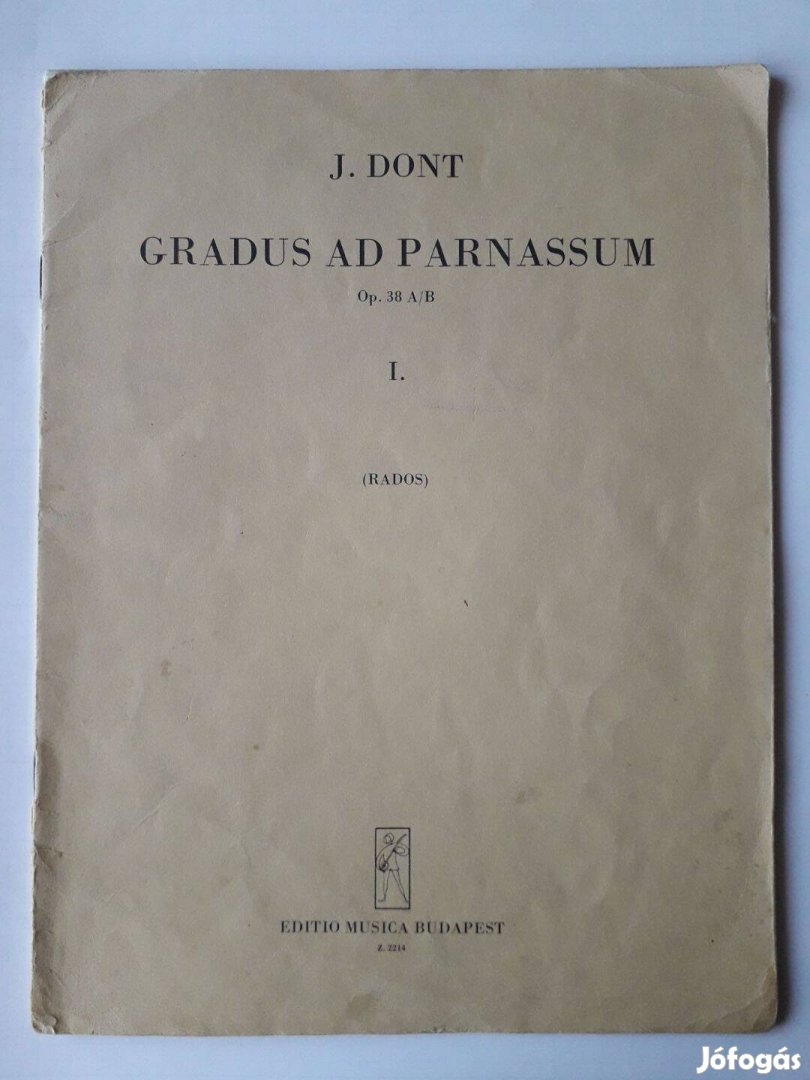 J. DONT
GRADUS AD PARNASSUM
Op. 38 A/B
I.
(RADOS)
EDITIO MUSICA BUDAPEST
Z. 2214
Jófogás